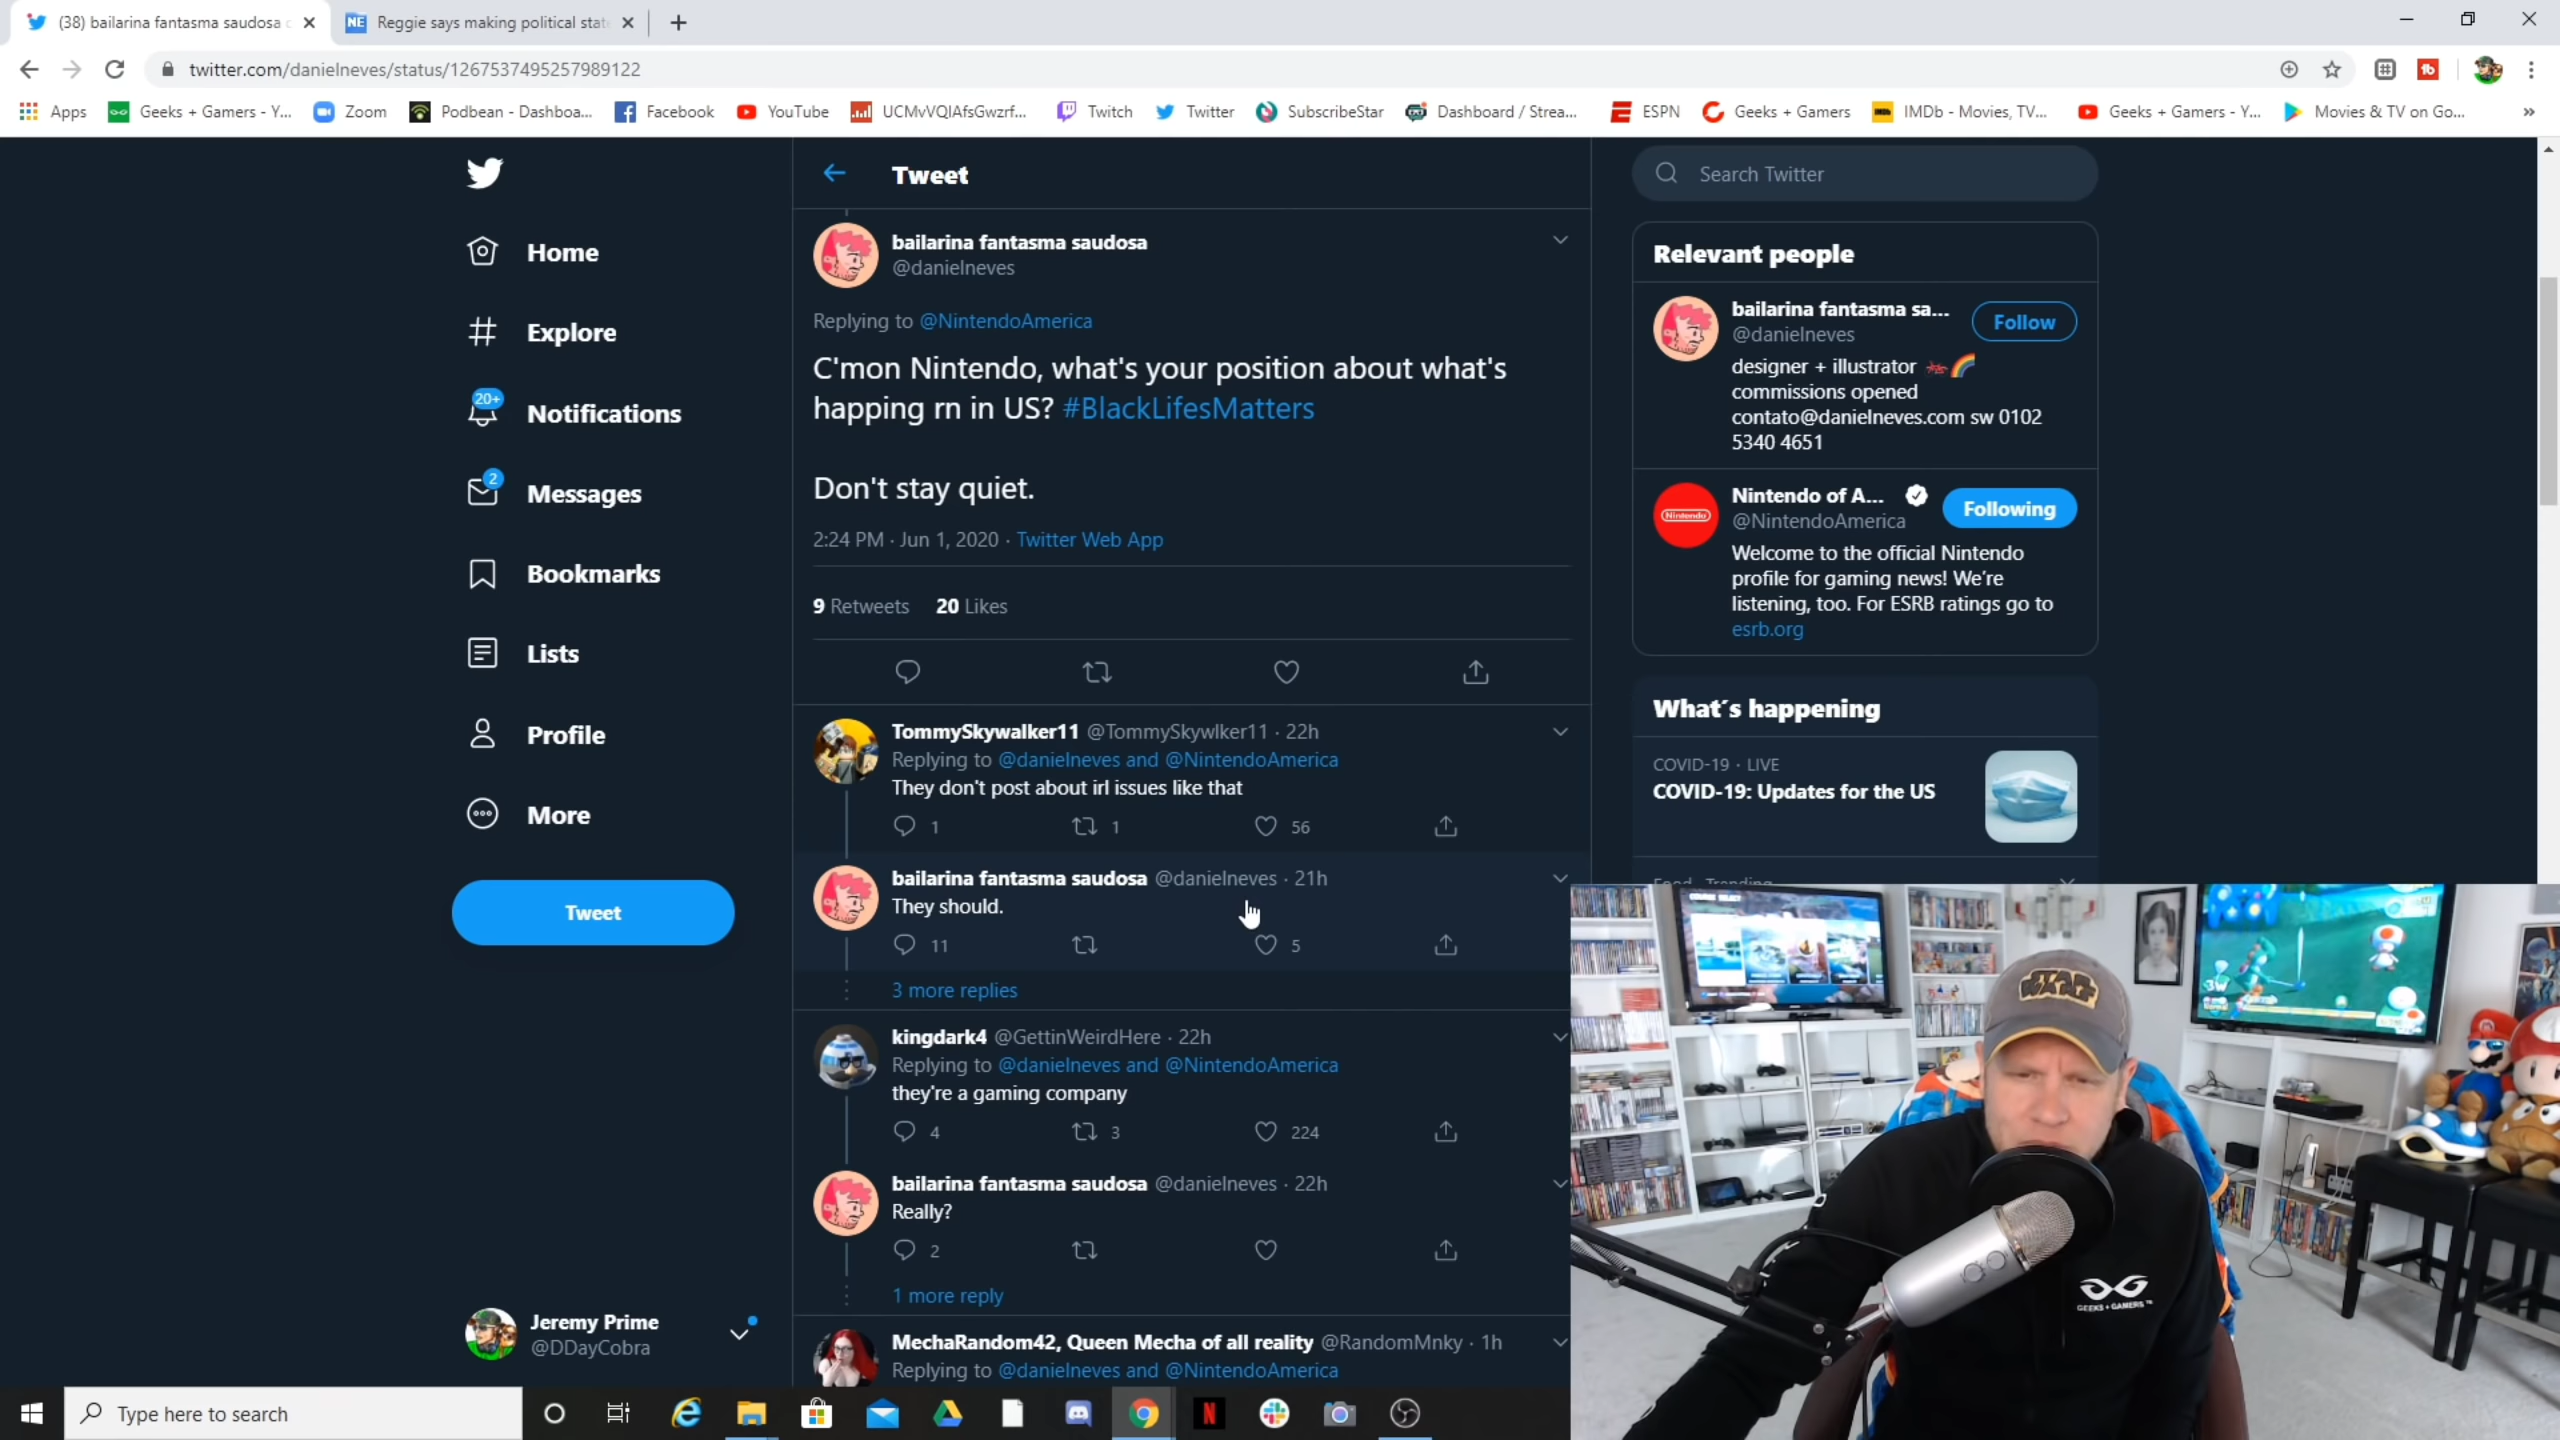 (38) bailarina fantasma saudosa
Reggie says making political stat
twitter.com/danielneves/status/1267537495257989122
Apps
Geeks + Gamers - Y...
Zoom
Podbean - Dashboa...
Facebook
YouTube
UCMvVQIAfsGwzrf...
Twitch
Twitter
SubscribeStar
Dashboard / Strea...
ESPN
Geeks + Gamers
IMDb - Movies, TV...
Geeks + Gamers - Y...
Movies & TV on Go...
Home
Explore
20+
Notifications
2
Messages
Bookmarks
Lists
Profile
More
Tweet
Jeremy Prime
@DDayCobra
Tweet
bailarina fantasma saudosa
@danielneves
Replying to @NintendoAmerica
C'mon Nintendo, what's your position about what's
happing rn in US? #BlackLifesMatters
Don't stay quiet.
2:24 PM · Jun 1, 2020 · Twitter Web App
9 Retweets 20 Likes
TommySkywalker11 @TommySkywlker11 · 22h
Replying to @danielneves and @NintendoAmerica
They don't post about irl issues like that
1 1 56
bailarina fantasma saudosa @danielneves · 21h
They should.
11 5
3 more replies
kingdark4 @GettinWeirdHere · 22h
Replying to @danielneves and @NintendoAmerica
they're a gaming company
4 3 224
bailarina fantasma saudosa @danielneves · 22h
Really?
2
1 more reply
MechaRandom42, Queen Mecha of all reality @RandomMnky · 1h
Replying to @danielneves and @NintendoAmerica
Search Twitter
Relevant people
bailarina fantasma sa...
@danielneves
Follow
designer + illustrator
commissions opened
contato@danielneves.com sw 0102
5340 4651
Nintendo of A...
@NintendoAmerica
Following
Nintendo
Welcome to the official Nintendo
profile for gaming news! We're
listening, too. For ESRB ratings go to
esrb.org
What's happening
COVID-19 · LIVE
COVID-19: Updates for the US
Food · Trending
STAR WARS
GEEKS + GAMERS
Type here to search